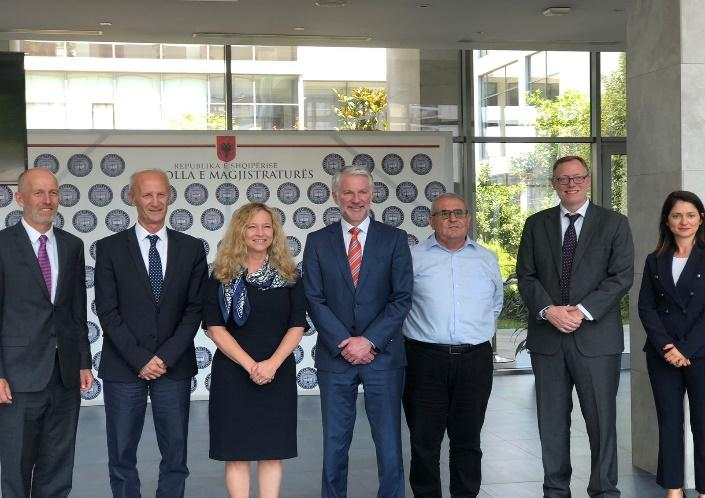 REPUBLIKA E SHQIPËRISË
OLLA E MAGJISTRATURËS